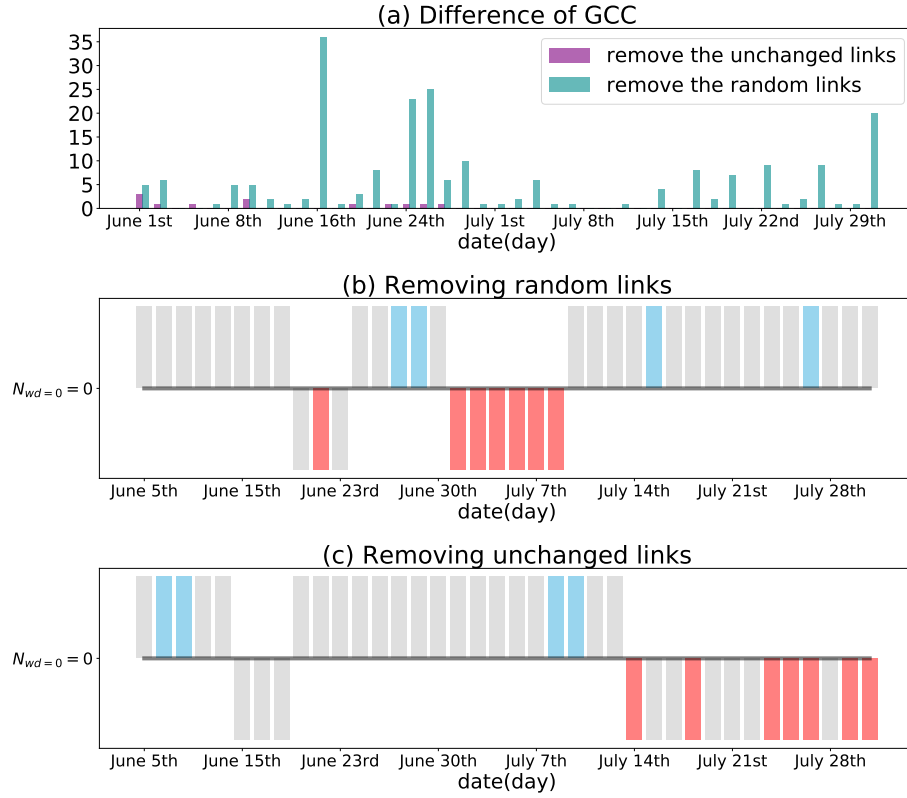 (a) Difference of GCC
35
30
25
20
15
10
5
0
remove the unchanged links
remove the random links
June 1st June 8th June 16th June 24th July 1st July 8th July 15th July 22nd July 29th
date(day)
(b) Removing random links
N_{wd=0} = 0
June 5th June 15th June 23rd June 30th July 7th July 14th July 21st July 28th
date(day)
(c) Removing unchanged links
N_{wd=0} = 0
June 5th June 15th June 23rd June 30th July 7th July 14th July 21st July 28th
date(day)